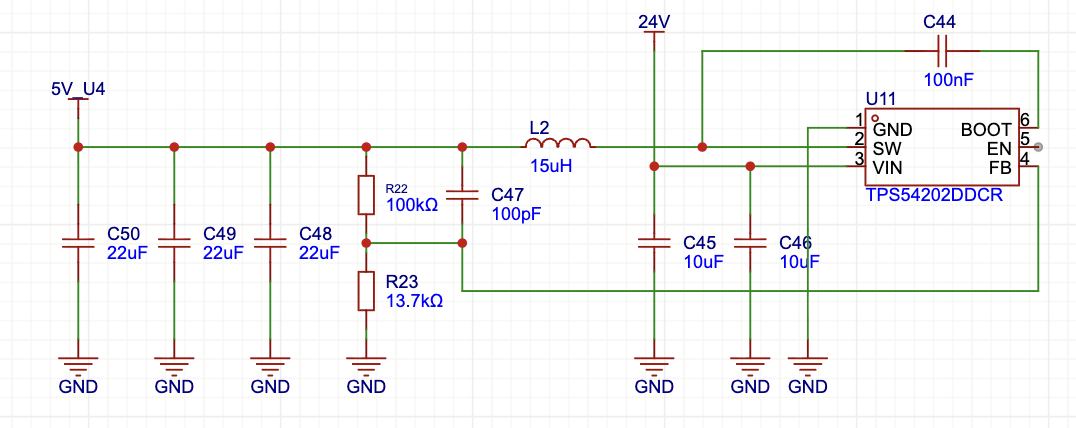 24V
C44
100nF
5V_U4
U11
L2
15uH
1
GND
BOOT
6
2
SW
EN
5
3
VIN
FB
4
TPS54202DDCR
R22
100kΩ
C47
100pF
C50
22uF
C49
22uF
C48
22uF
C45
10uF
C46
10uF
R23
13.7kΩ
GND
GND
GND
GND
GND
GND
GND